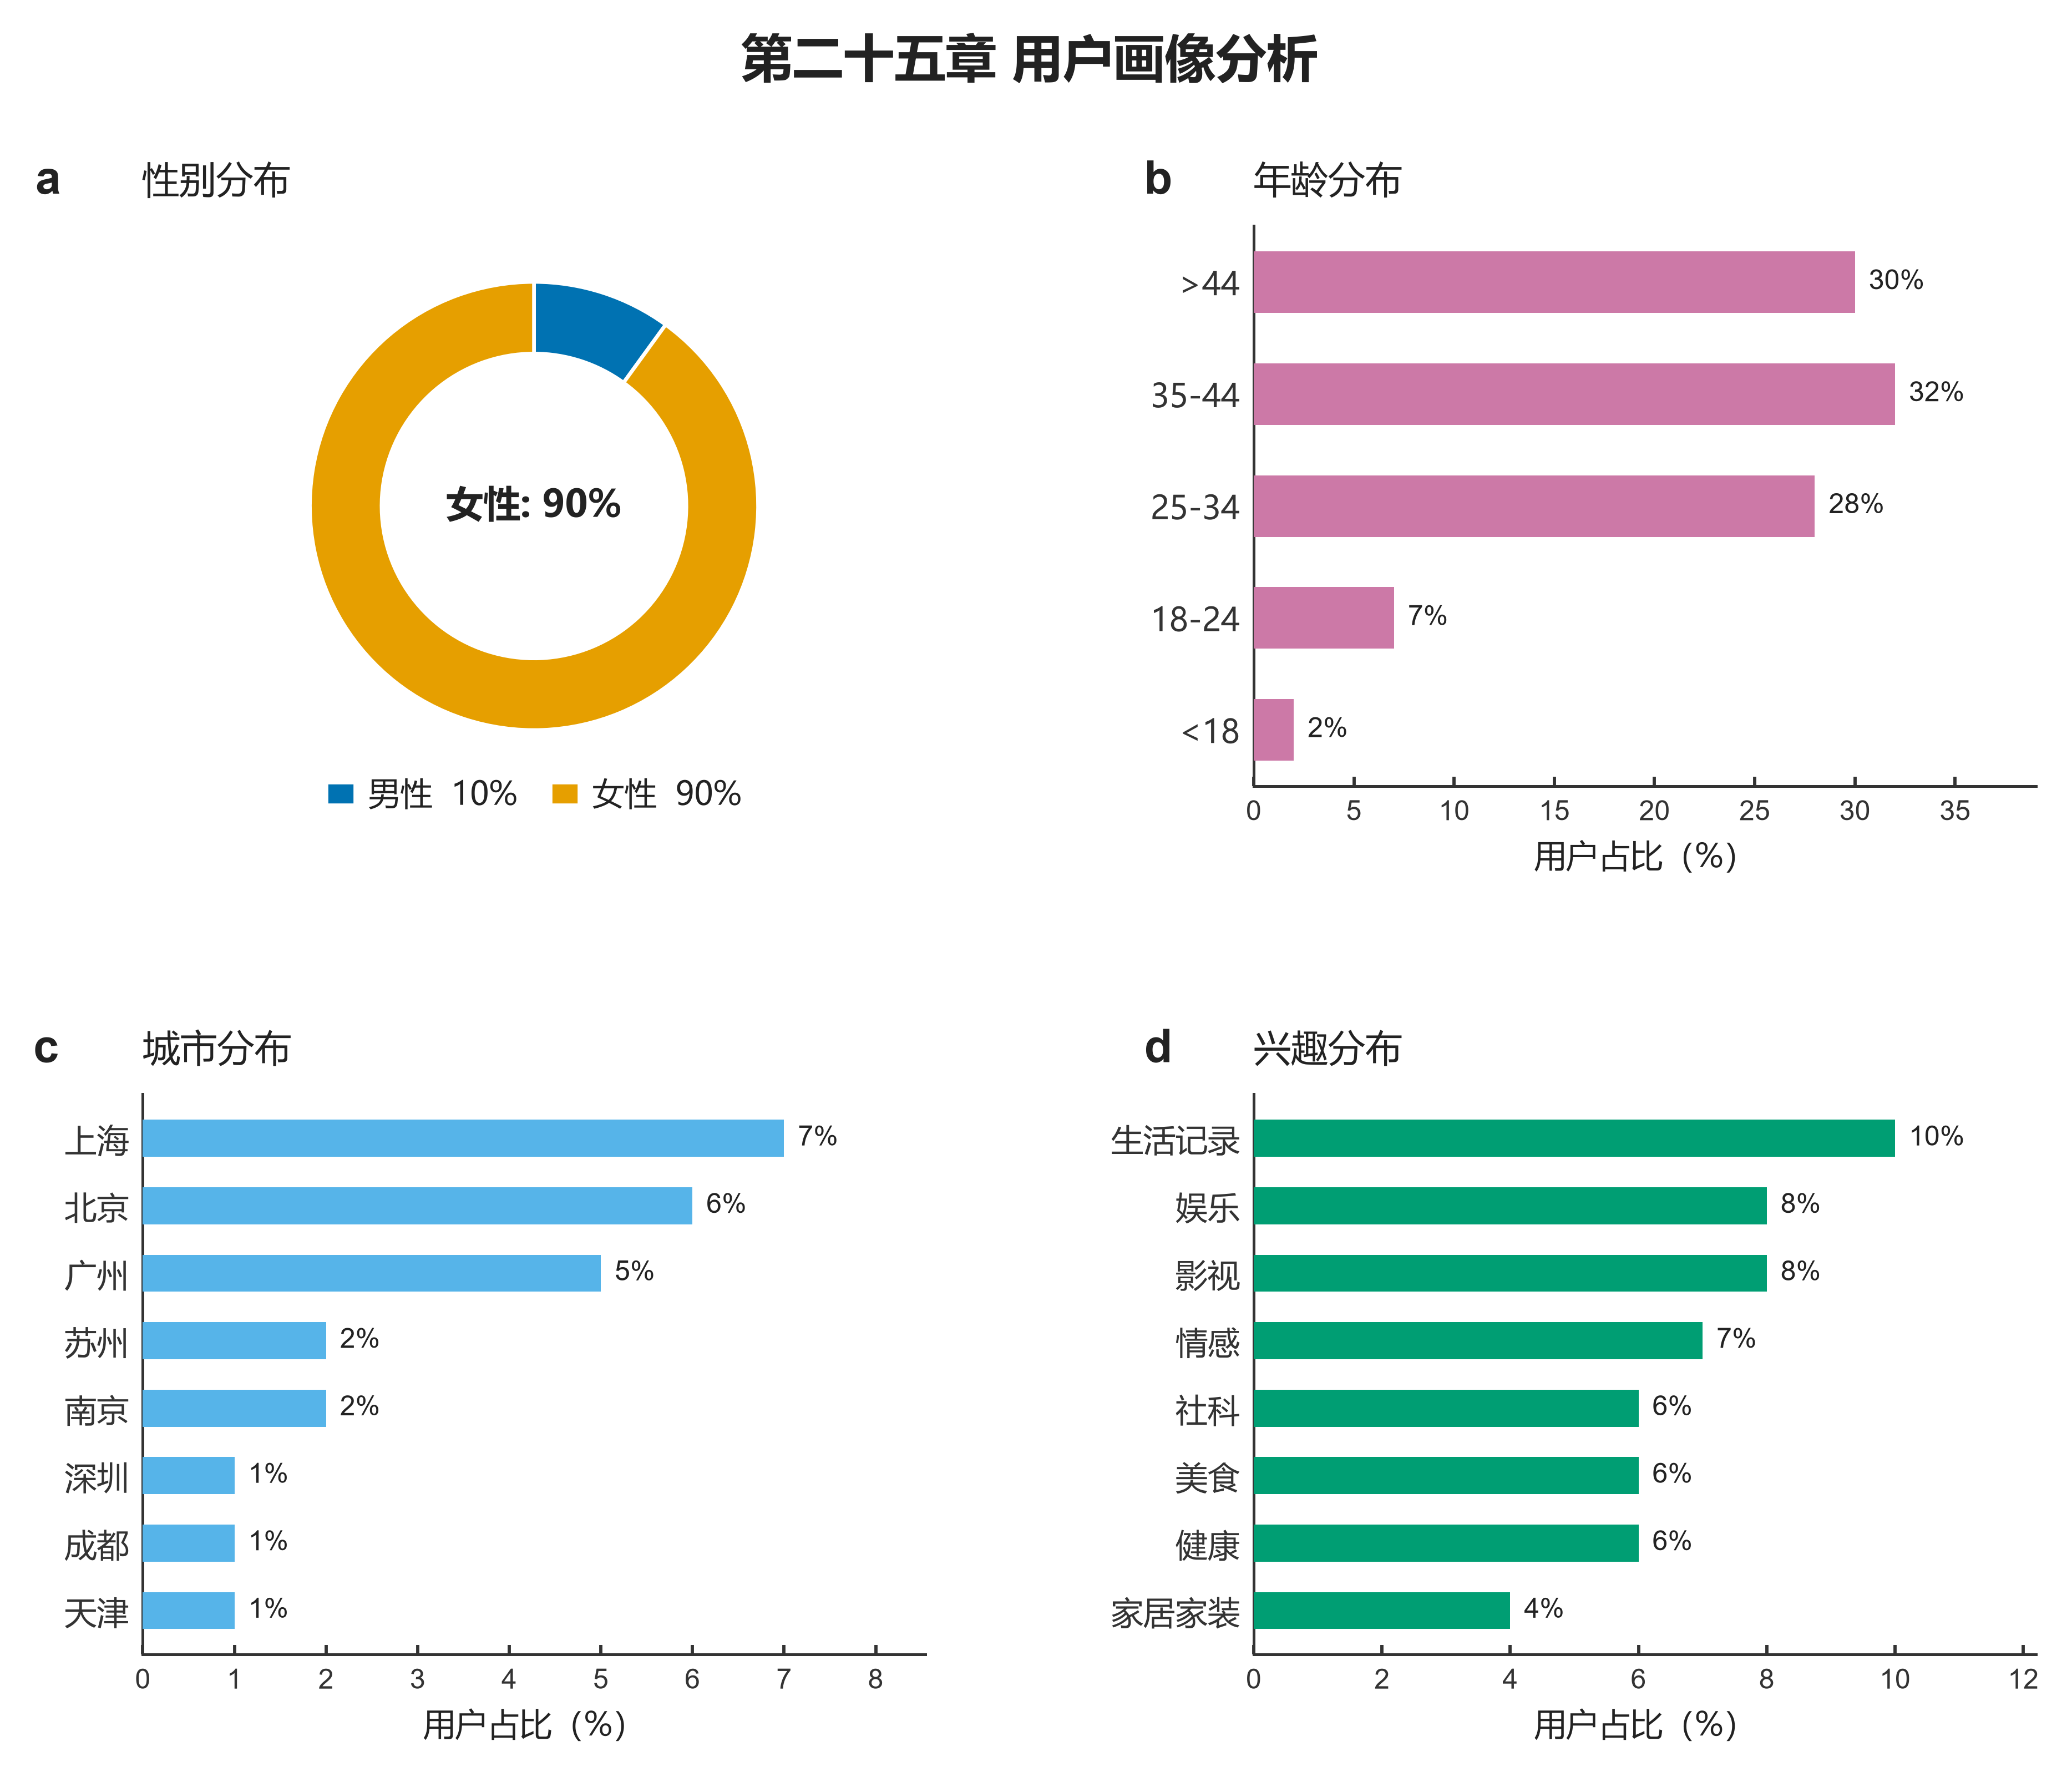 第二十五章 用户画像分析
a 性别分布
女性: 90%
男性 10% 女性 90%
b 年龄分布
>44 30%
35-44 32%
25-34 28%
18-24 7%
<18 2%
0 5 10 15 20 25 30 35
用户占比（%）
c 城市分布
上海 7%
北京 6%
广州 5%
苏州 2%
南京 2%
深圳 1%
成都 1%
天津 1%
0 1 2 3 4 5 6 7 8
用户占比（%）
d 兴趣分布
生活记录 10%
娱乐 8%
影视 8%
情感 7%
社科 6%
美食 6%
健康 6%
家居家装 4%
0 2 4 6 8 10 12
用户占比（%）